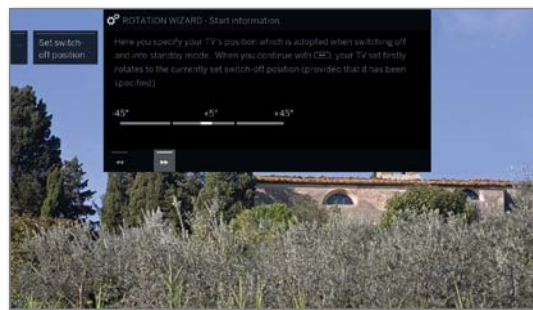 ROTATION WIZARD - Start information
Set switch-
off position
Here you specify your TV's position which is adopted when switching off
and into standby mode. When you continue with , your TV set firstly
rotates to the currently set switch-off position (provided that it has been
specified)
-45° ±5° +45°